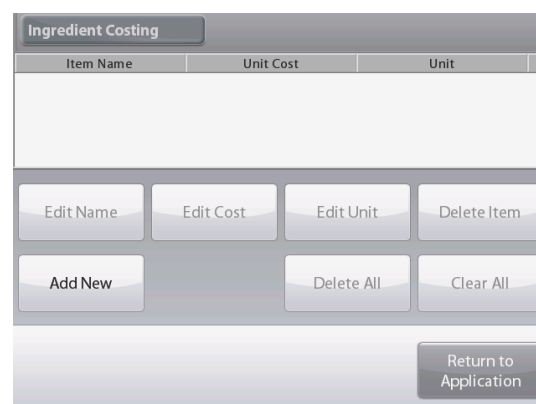 Ingredient Costing
Item Name Unit Cost Unit
Edit Name Edit Cost Edit Unit Delete Item
Add New Delete All Clear All
Return to
Application